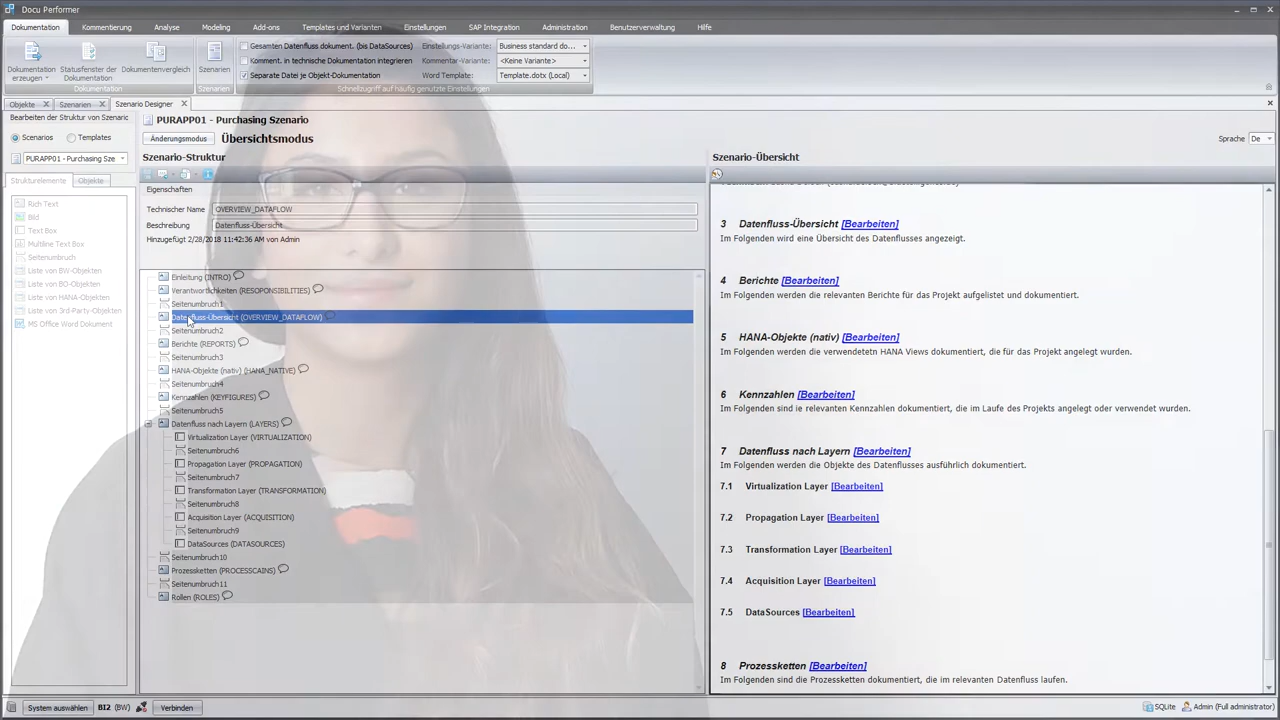 Docu Performer
Dokumentation Kommentierung Analyse Modeling Add-ons Templates und Varianten Einstellungen SAP Integration Administration Benutzerverwaltung Hilfe
Dokumentation erzeugen
Statusfenster der Dokumentation
Dokumentenvergleich
Szenarien
Gesamten Datenfluss dokument. (bis DataSources)
Komment. in technische Dokumentation integrieren
Separate Datei je Objekt-Dokumentation
Einstellungs-Variante: Business standard do...
Kommentar-Variante: <Keine Variante>
Word Template: Template.dotx (Local)
Dokumentation Szenarien Schnellzugriff auf häufig genutzte Einstellungen
Objekte Szenarien Szenario Designer
Bearbeiten der Struktur von Szenario
Scenarios Templates
PURAPP01 - Purchasing Sze
Strukturelemente Objekte
Rich Text
Bild
Text Box
Multiline Text Box
Seitenumbruch
Liste von BW-Objekten
Liste von BO-Objekten
Liste von HANA-Objekten
Liste von 3rd-Party-Objekten
MS Office Word Dokument
PURAPP01 - Purchasing Szenario
Änderungsmodus Übersichtsmodus
Sprache De
Szenario-Struktur
Eigenschaften
Technischer Name OVERVIEW_DATAFLOW
Beschreibung Datenfluss-Übersicht
Hinzugefügt 2/28/2018 11:42:36 AM von Admin
Einleitung (INTRO)
Verantwortlichkeiten (RESOPONSIBILITIES)
Seitenumbruch1
Datenfluss-Übersicht (OVERVIEW_DATAFLOW)
Seitenumbruch2
Berichte (REPORTS)
Seitenumbruch3
HANA-Objekte (nativ) (HANA_NATIVE)
Seitenumbruch4
Kennzahlen (KEYFIGURES)
Seitenumbruch5
Datenfluss nach Layern (LAYERS)
Virtualization Layer (VIRTUALIZATION)
Seitenumbruch6
Propagation Layer (PROPAGATION)
Seitenumbruch7
Transformation Layer (TRANSFORMATION)
Seitenumbruch8
Acquisition Layer (ACQUISITION)
Seitenumbruch9
DataSources (DATASOURCES)
Seitenumbruch10
Prozessketten (PROCESSCAINS)
Seitenumbruch11
Rollen (ROLES)
Szenario-Übersicht
3 Datenfluss-Übersicht [Bearbeiten]
Im Folgenden wird eine Übersicht des Datenflusses angezeigt.
4 Berichte [Bearbeiten]
Im Folgenden werden die relevanten Berichte für das Projekt aufgelistet und dokumentiert.
5 HANA-Objekte (nativ) [Bearbeiten]
Im Folgenden werden die verwendeteten HANA Views dokumentiert, die für das Projekt angelegt wurden.
6 Kennzahlen [Bearbeiten]
Im Folgenden sind ie relevanten Kennzahlen dokumentiert, die im Laufe des Projekts angelegt oder verwendet wurden.
7 Datenfluss nach Layern [Bearbeiten]
Im Folgenden werden die Objekte des Datenflusses ausführlich dokumentiert.
7.1 Virtualization Layer [Bearbeiten]
7.2 Propagation Layer [Bearbeiten]
7.3 Transformation Layer [Bearbeiten]
7.4 Acquisition Layer [Bearbeiten]
7.5 DataSources [Bearbeiten]
8 Prozessketten [Bearbeiten]
Im Folgenden sind die Prozessketten dokumentiert, die im relevanten Datenfluss laufen.
System auswählen BI2 (BW) Verbinden
SQLite Admin (Full administrator)